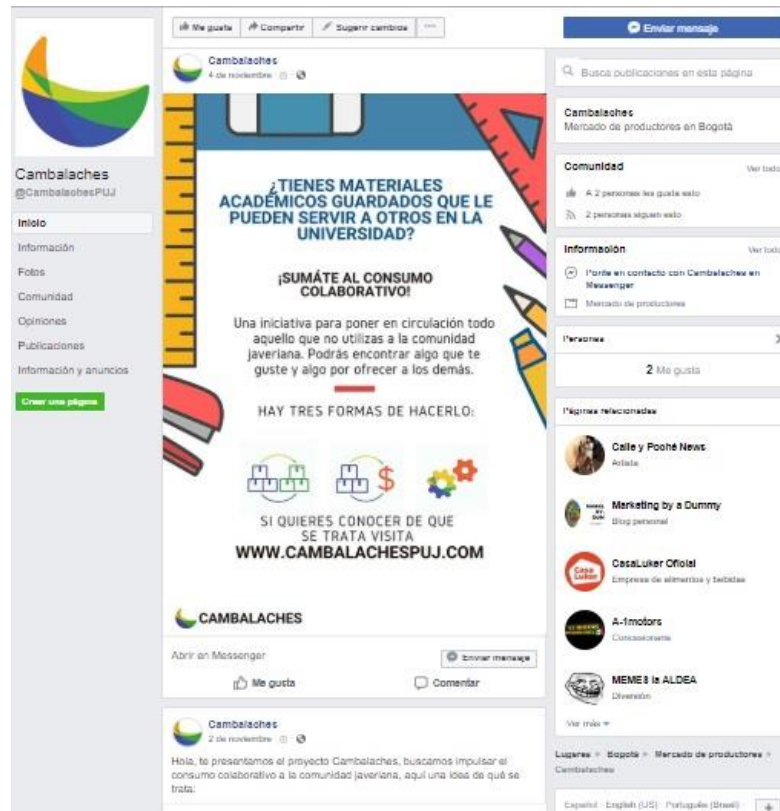 Me gusta Compartir Sugerir cambios ...
Enviar mensaje
Cambalaches
@CambalachesPUJ
Inicio
Información
Fotos
Comunidad
Opiniones
Publicaciones
Información y anuncios
Crear una página
Cambalaches
4 de noviembre
¿TIENES MATERIALES
ACADÉMICOS GUARDADOS QUE LE
PUEDEN SERVIR A OTROS EN LA
UNIVERSIDAD?
¡SUMÁTE AL CONSUMO
COLABORATIVO!
Una iniciativa para poner en circulación todo
aquello que no utilizas a la comunidad
javeriana. Podrás encontrar algo que te
guste y algo por ofrecer a los demás.
HAY TRES FORMAS DE HACERLO:
$
SI QUIERES CONOCER DE QUE
SE TRATA VISITA
WWW.CAMBALACHESPUJ.COM
CAMBALACHES
Abrir en Messenger
Enviar mensaje
Me gusta Comentar
Cambalaches
2 de noviembre
Hola, te presentamos el proyecto Cambalaches, buscamos impulsar el
consumo colaborativo a la comunidad javeriana, aquí una idea de qué se
trata:
Busca publicaciones en esta página
Cambalaches
Mercado de productores en Bogotá
Comunidad Ver todo
A 2 personas les gusta esto
2 personas siguen esto
Información Ver todo
Ponte en contacto con Cambalaches en
Messenger
Mercado de productores
Personas
2 Me gusta
Páginas relacionadas
Calle y Poché News
Artista
Marketing by a Dummy
Blog personal
Casa
Luker
CasaLuker Oficial
Empresa de alimentos y bebidas
A-1motors
Concesionario
MEMES la ALDEA
Diversión
Ver más
Lugares Bogotá Mercado de productores
Cambalaches
Español English (US) Português (Brasil) +